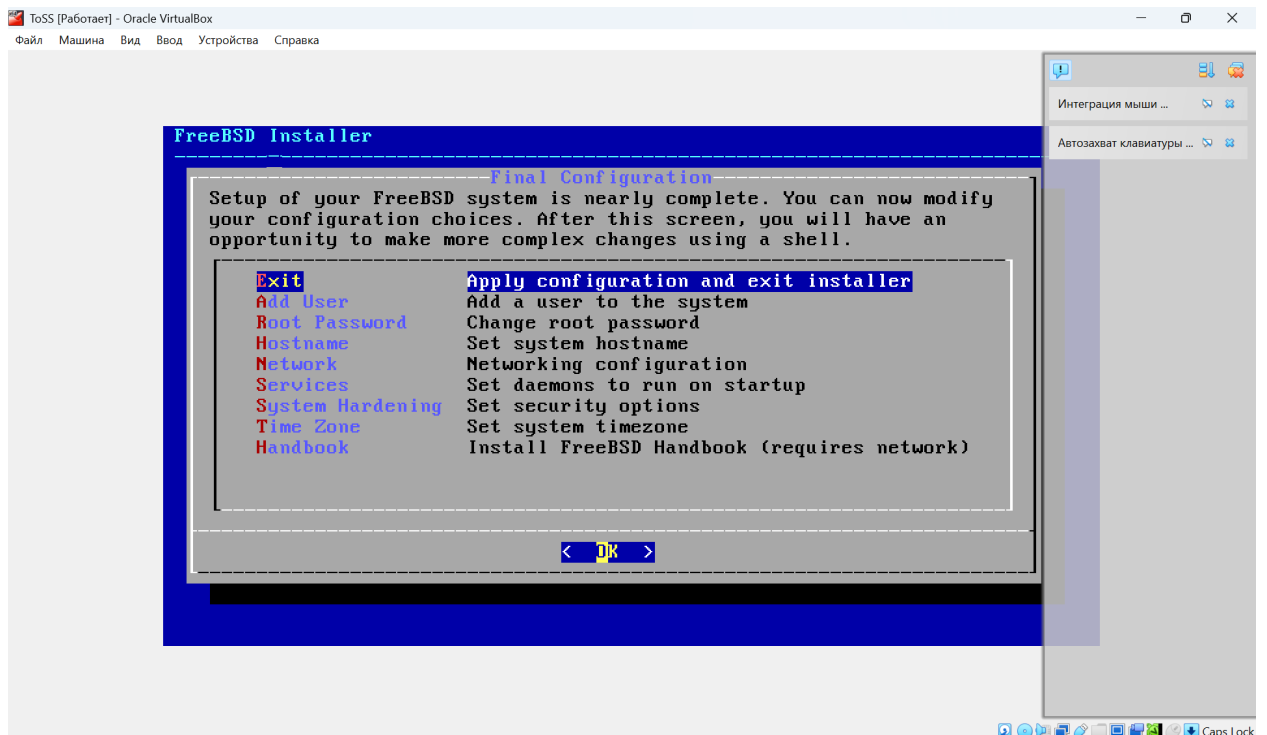 ToSS [Работает] - Oracle VirtualBox
Файл Машина Вид Ввод Устройства Справка
Интеграция мыши ...
Автозахват клавиатуры ...
FreeBSD Installer
Final Configuration
Setup of your FreeBSD system is nearly complete. You can now modify
your configuration choices. After this screen, you will have an
opportunity to make more complex changes using a shell.
Exit Apply configuration and exit installer
Add User Add a user to the system
Root Password Change root password
Hostname Set system hostname
Network Networking configuration
Services Set daemons to run on startup
System Hardening Set security options
Time Zone Set system timezone
Handbook Install FreeBSD Handbook (requires network)
< OK >
Caps Lock